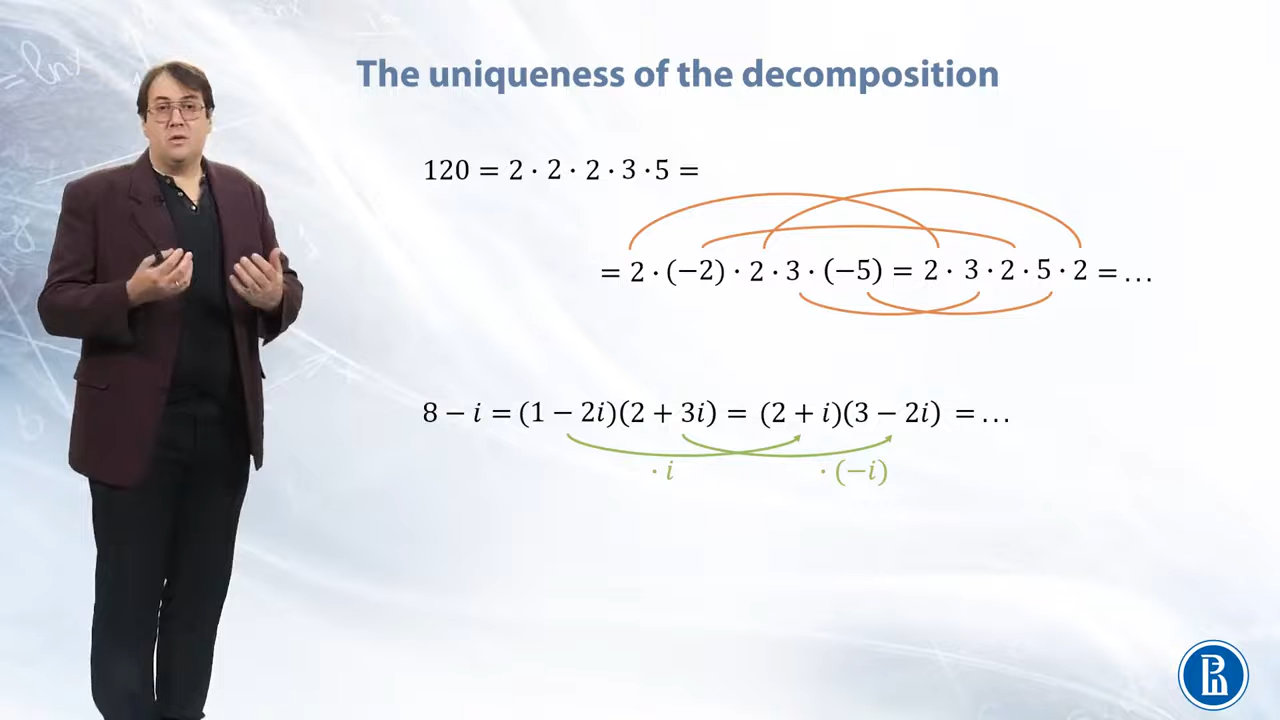 The uniqueness of the decomposition
120 = 2 · 2 · 2 · 3 · 5 =
= 2 · (−2) · 2 · 3 · (−5) = 2 · 3 · 2 · 5 · 2 = …
8 − i = (1 − 2i)(2 + 3i) = (2 + i)(3 − 2i) = …
· i · (−i)
ln x